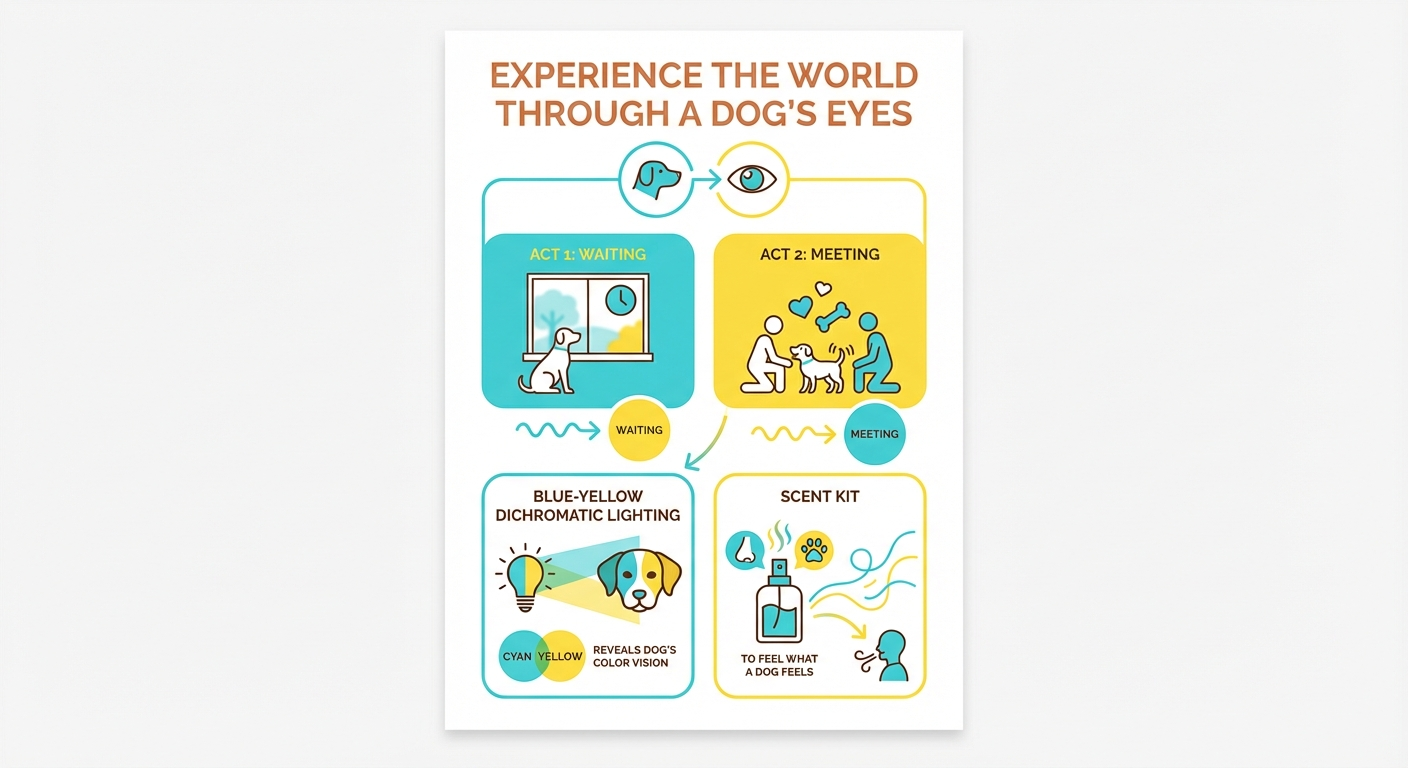 EXPERIENCE THE WORLD
THROUGH A DOG'S EYES
ACT 1: WAITING
ACT 2: MEETING
WAITING
MEETING
BLUE-YELLOW
DICHROMATIC LIGHTING
CYAN
YELLOW
REVEALS DOG'S
COLOR VISION
SCENT KIT
TO FEEL WHAT
A DOG FEELS